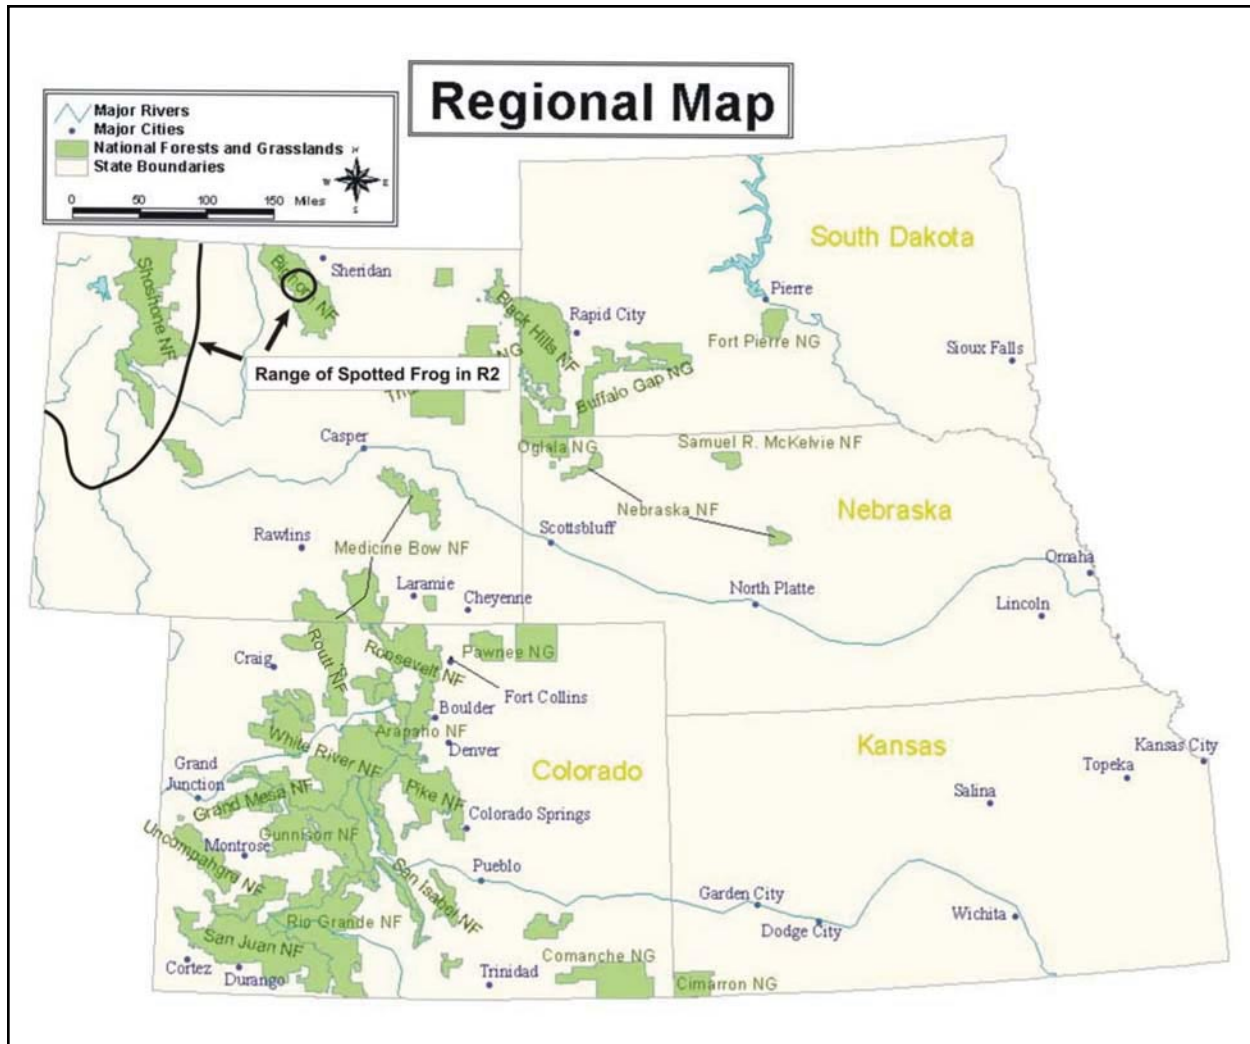 Regional Map
Major Rivers
Major Cities
National Forests and Grasslands
State Boundaries
N
W
E
S
0 50 100 150 Miles
South Dakota
Shoshone NF
Bighorn NF
Sheridan
Black Hills NF
Rapid City
Pierre
Fort Pierre NG
Sioux Falls
NG
Range of Spotted Frog in R2
Buffalo Gap NG
Casper
Oglala NG
Samuel R. McKelvie NF
Nebraska NF
Nebraska
Scottsbluff
Rawlins
Medicine Bow NF
Omaha
Laramie
Cheyenne
North Platte
Lincoln
Craig
Routt NF
Roosevelt NF
Pawnee NG
Fort Collins
Boulder
Arapaho NF
Denver
White River NF
Kansas
Kansas City
Topeka
Colorado
Grand
Junction
Grand Mesa NF
Pike NF
Salina
Colorado Springs
Uncompahgre NF
Montrose
Gunnison NF
Pueblo
San Isabel NF
Garden City
Dodge City
Wichita
Rio Grande NF
San Juan NF
Cortez
Durango
Trinidad
Comanche NG
Cimarron NG